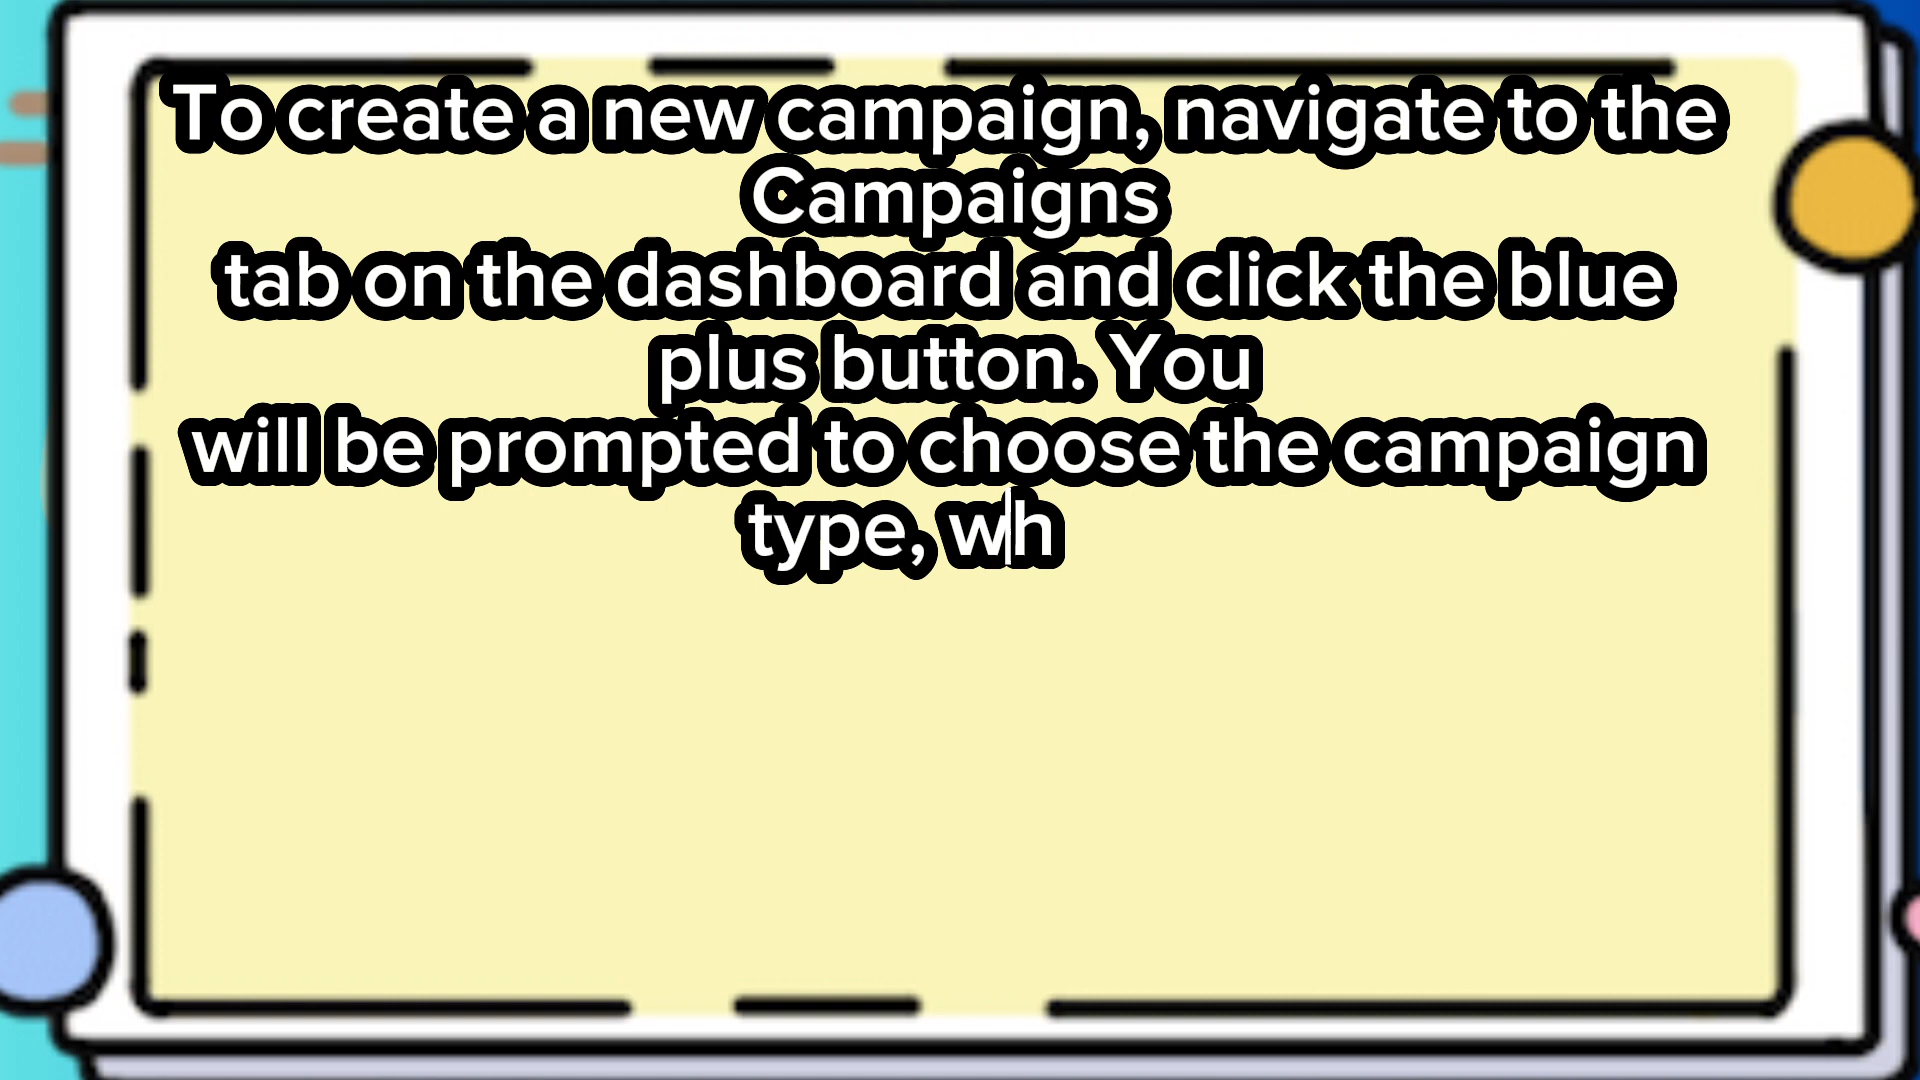 To create a new campaign, navigate to the
Campaigns
tab on the dashboard and click the blue
plus button. You
will be prompted to choose the campaign
type, wh